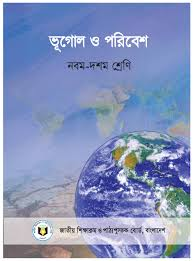 ভূগোল ও পরিবেশ
নবম-দশম শ্রেণি
জাতীয় শিক্ষাক্রম ও পাঠ্যপুস্তক বোর্ড, বাংলাদেশ